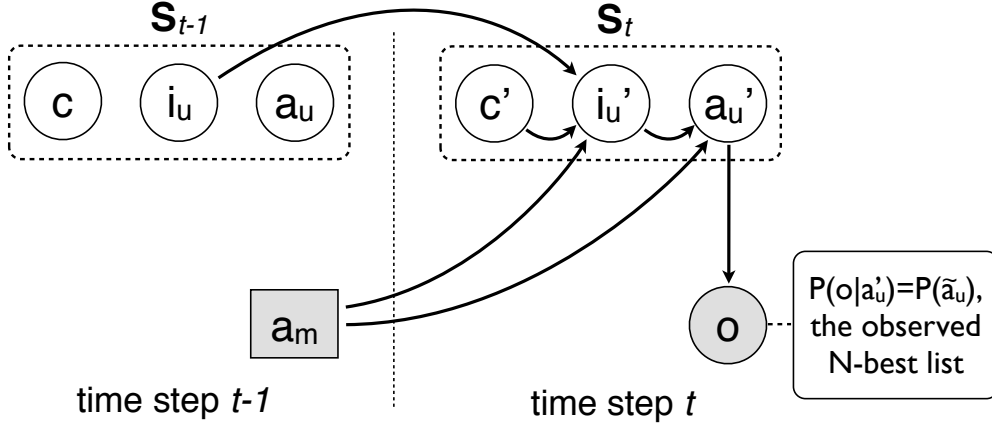 S_t-1
S_t
c
i_u
a_u
c'
i_u'
a_u'
a_m
o
P(o|a'_u)=P(ã_u),
the observed
N-best list
time step t-1
time step t